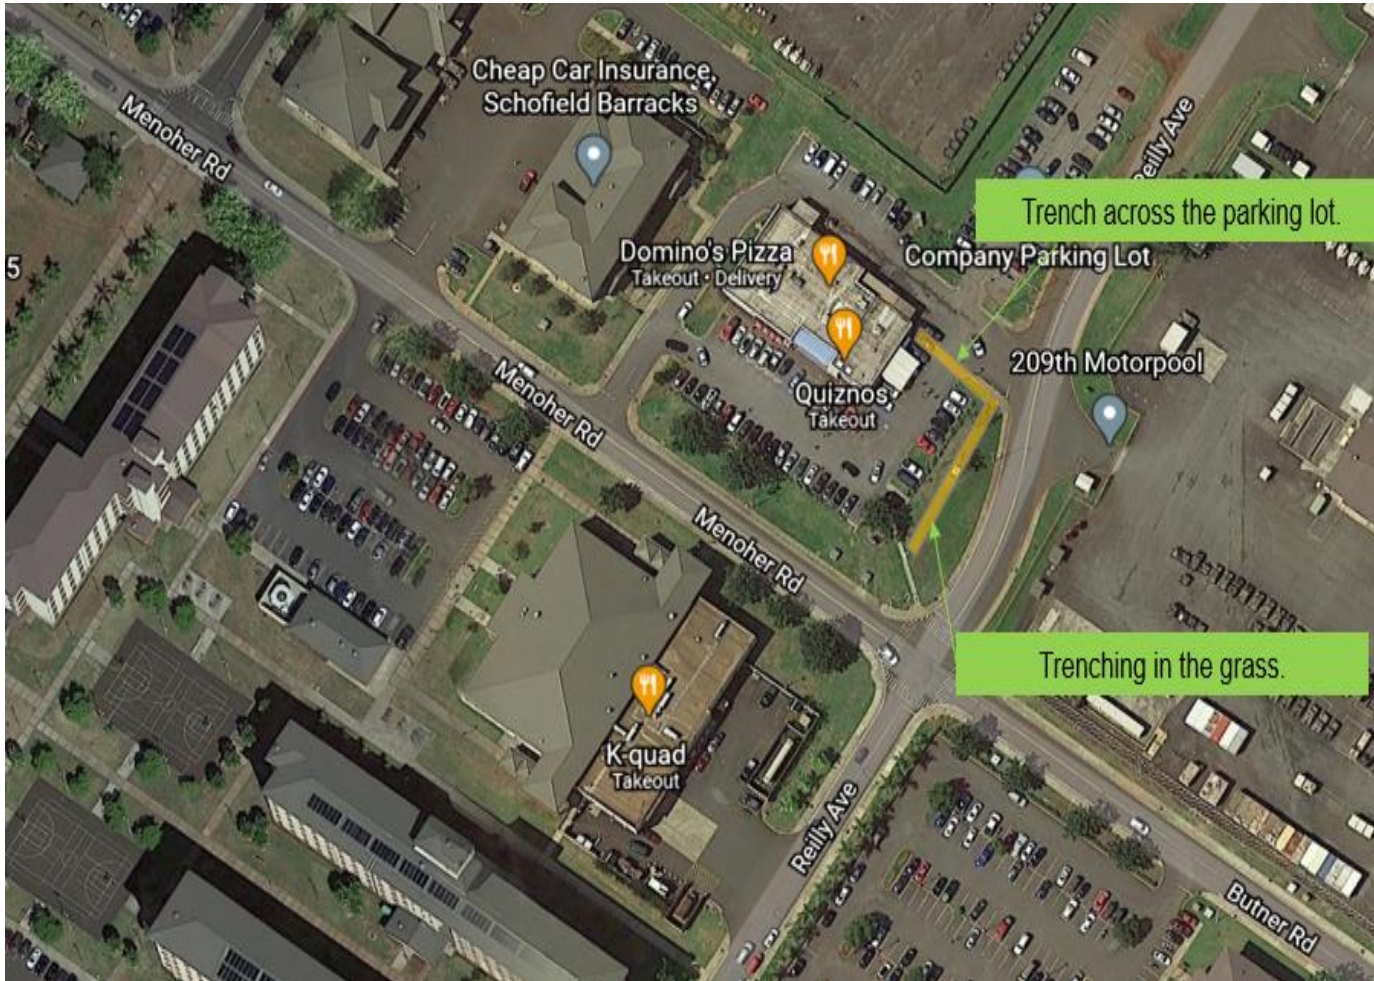 Cheap Car Insurance,
Schofield Barracks
Menoher Rd
Reilly Ave
Trench across the parking lot.
5
Domino's Pizza
Takeout • Delivery
Company Parking Lot
209th Motorpool
Menoher Rd
Quiznos
Takeout
Menoher Rd
Trenching in the grass.
K-quad
Takeout
Reilly Ave
Butner Rd